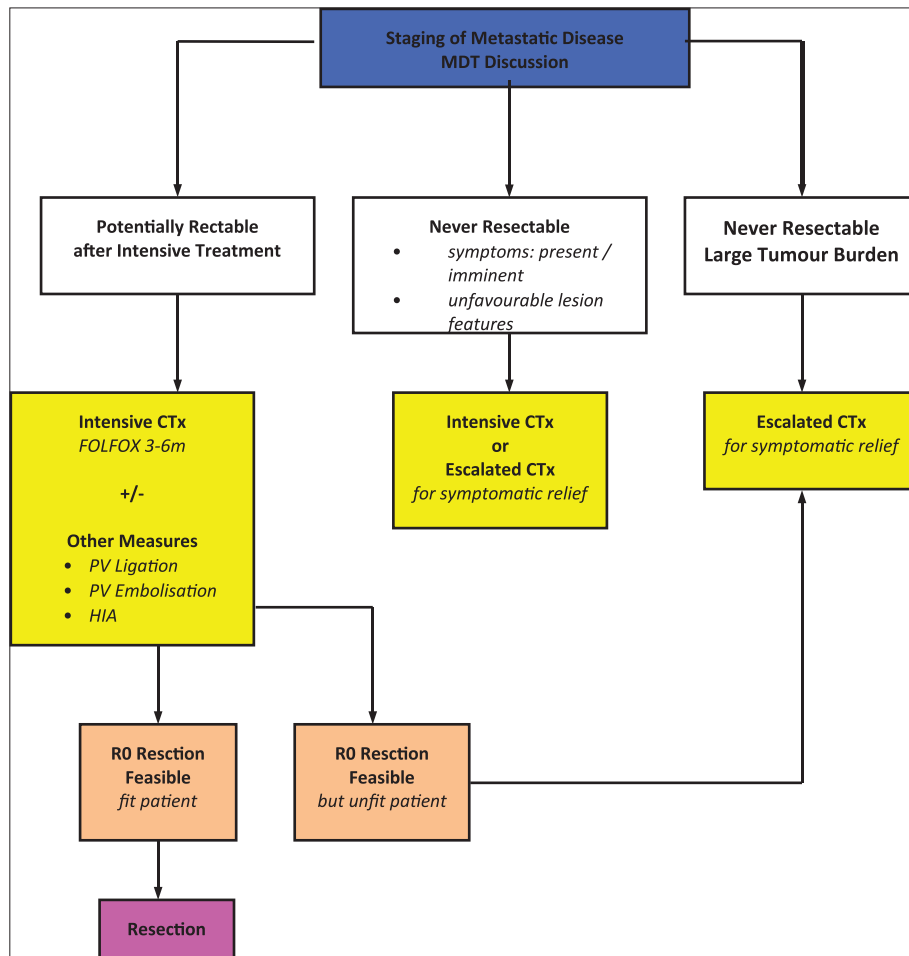 Staging of Metastatic Disease
MDT Discussion
Potentially Rectable
after Intensive Treatment
Never Resectable
• symptoms: present /
imminent
• unfavourable lesion
features
Never Resectable
Large Tumour Burden
Intensive CTx
FOLFOX 3-6m
+/-
Other Measures
• PV Ligation
• PV Embolisation
• HIA
Intensive CTx
or
Escalated CTx
for symptomatic relief
Escalated CTx
for symptomatic relief
R0 Resction
Feasible
fit patient
R0 Resction
Feasible
but unfit patient
Resection